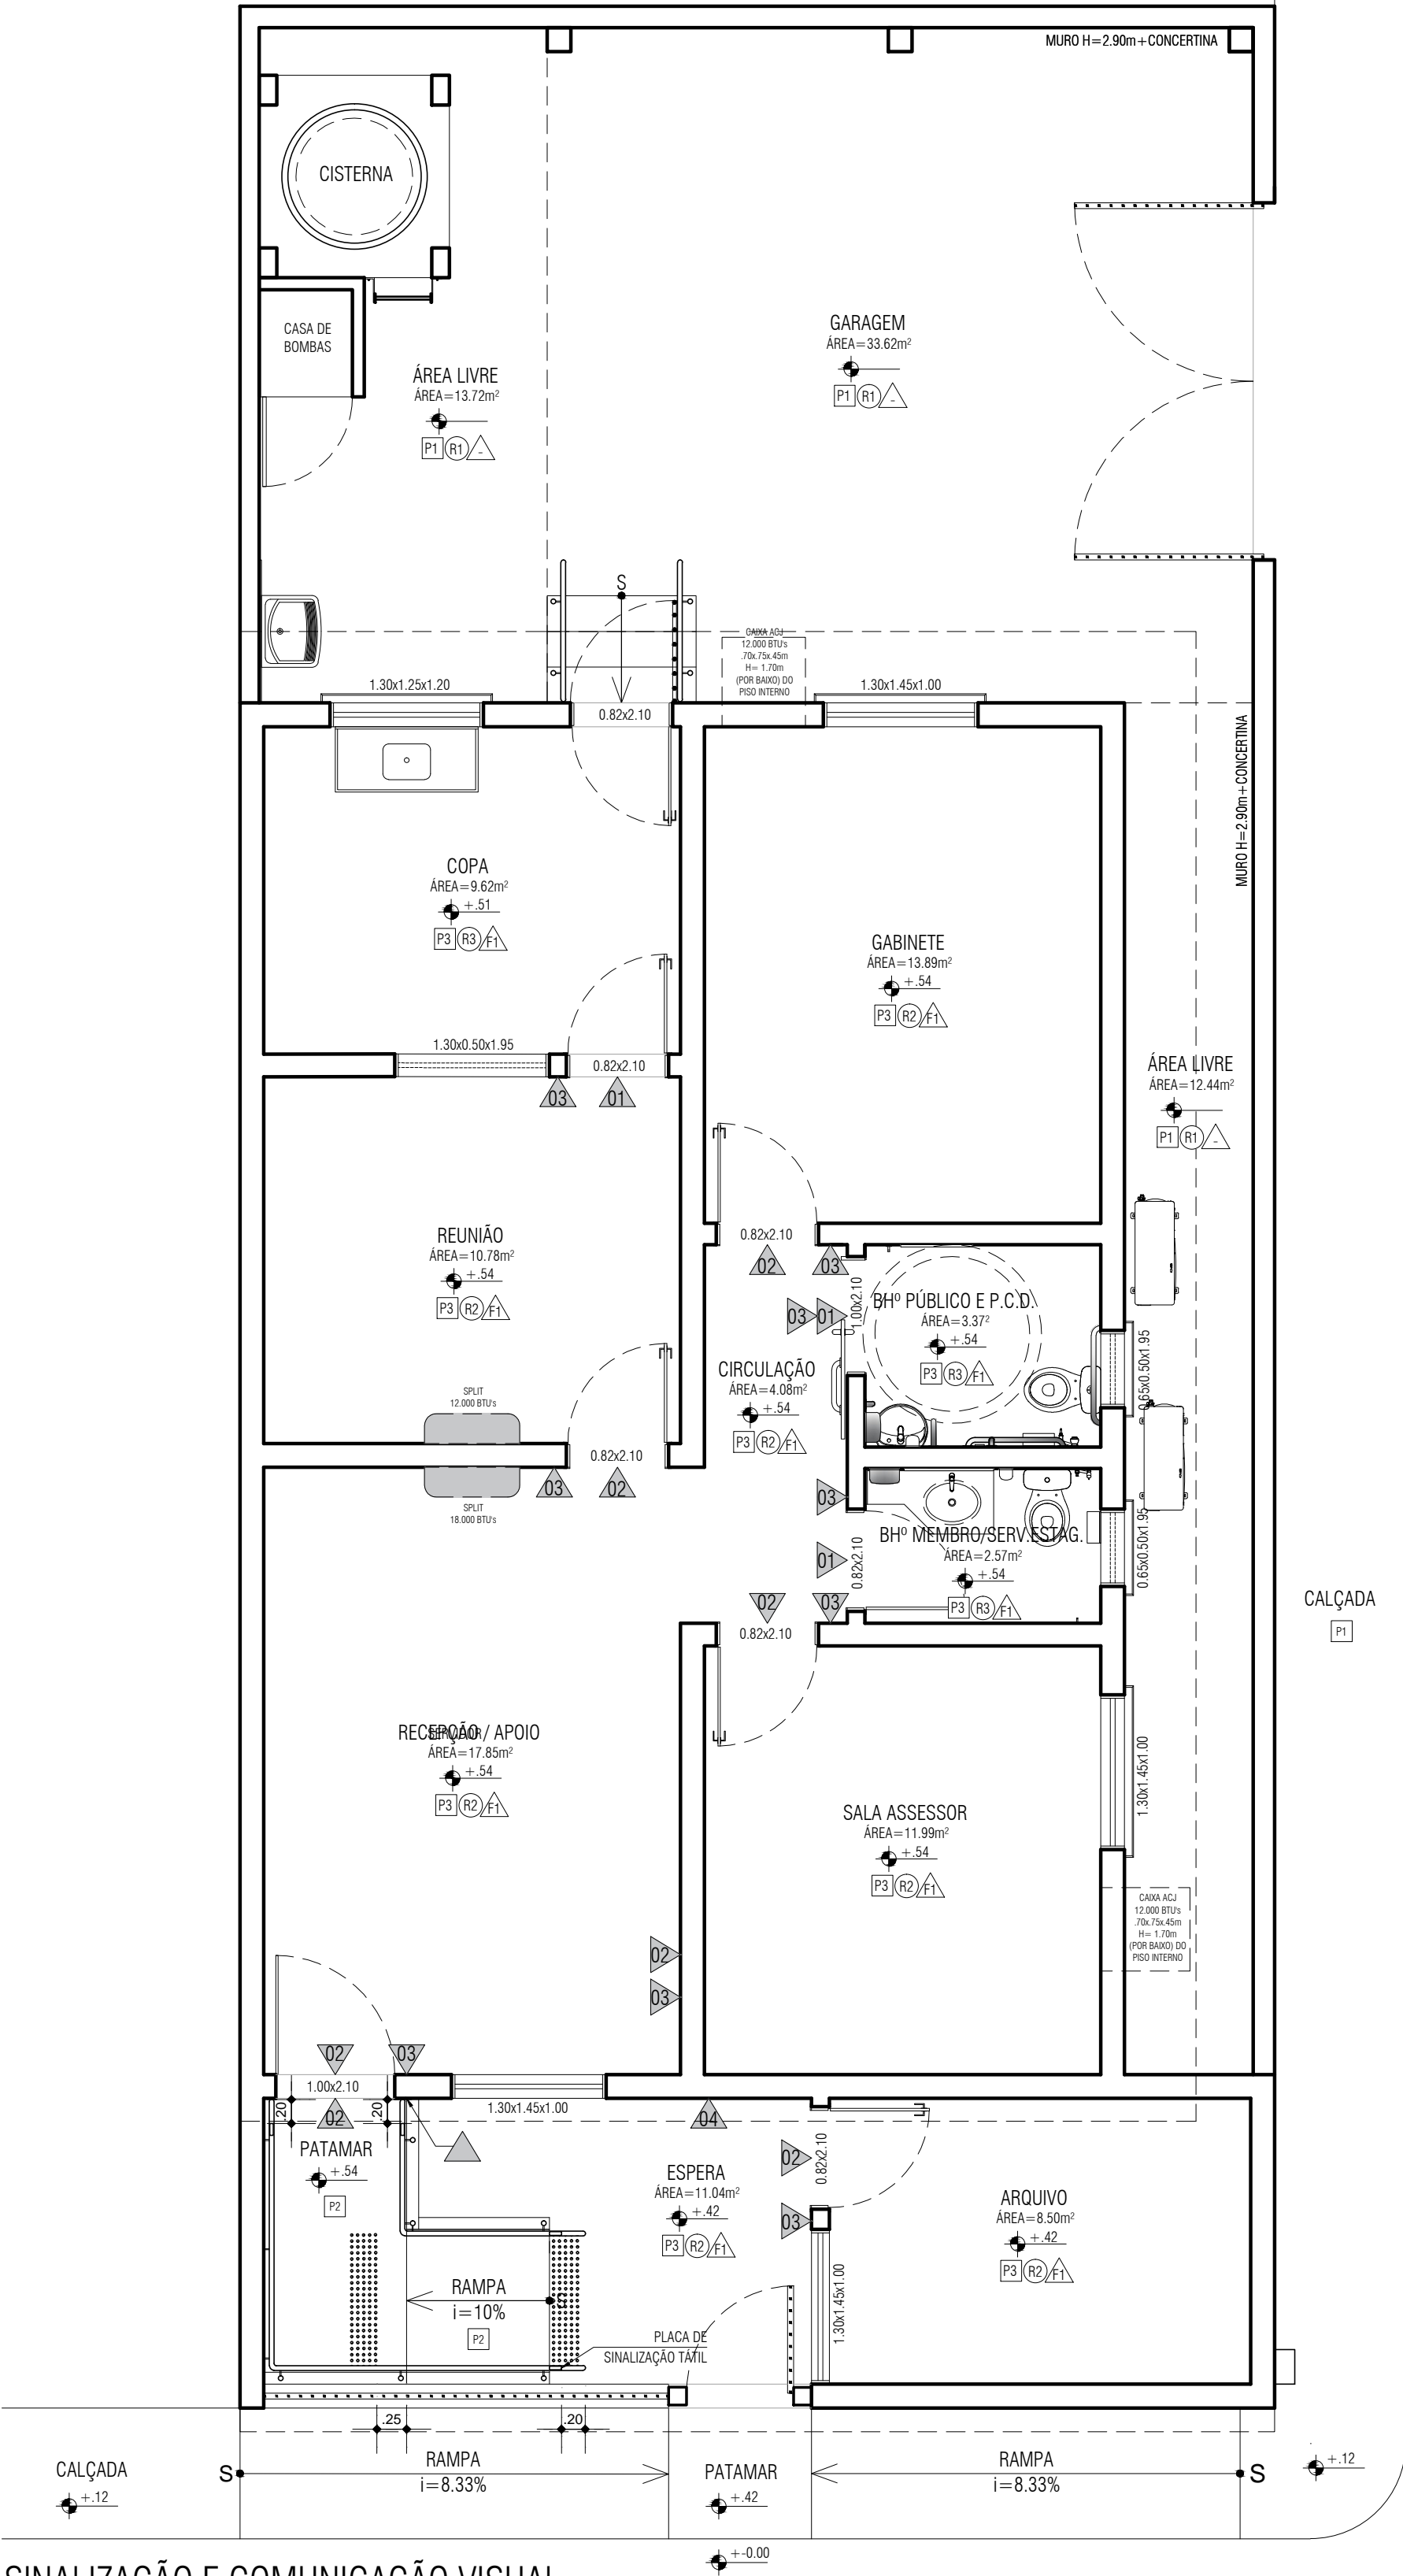 MURO H=2.90m+CONCERTINA
CISTERNA
CASA DE
BOMBAS
GARAGEM
ÁREA=33.62m²
P1 R1 -
ÁREA LIVRE
ÁREA=13.72m²
P1 R1 -
S
CAIXA ACJ
12.000 BTU's
.70x.75x.45m
H= 1.70m
(POR BAIXO) DO
PISO INTERNO
1.30x1.25x1.20
0.82x2.10
1.30x1.45x1.00
MURO H=2.90m+CONCERTINA
COPA
ÁREA=9.62m²
+.51
P3 R3 F1
GABINETE
ÁREA=13.89m²
+.54
P3 R2 F1
1.30x0.50x1.95
0.82x2.10
03
01
ÁREA LIVRE
ÁREA=12.44m²
P1 R1 -
REUNIÃO
ÁREA=10.78m²
+.54
P3 R2 F1
0.82x2.10
02
03
03
01
1.00x2.10
BHº PÚBLICO E P.C.D.
ÁREA=3.37²
+.54
P3 R3 F1
0.65x0.50x1.95
CIRCULAÇÃO
ÁREA=4.08m²
+.54
P3 R2 F1
SPLIT
12.000 BTU's
0.82x2.10
03
02
SPLIT
18.000 BTU's
03
01
0.82x2.10
BHº MEMBRO/SERV.ESTAG.
ÁREA=2.57m²
+.54
P3 R3 F1
0.65x0.50x1.95
02
03
0.82x2.10
CALÇADA
P1
RECEPÇÃO / APOIO
SERVIDOR
ÁREA=17.85m²
+.54
P3 R2 F1
1.30x1.45x1.00
SALA ASSESSOR
ÁREA=11.99m²
+.54
P3 R2 F1
CAIXA ACJ
12.000 BTU's
.70x.75x.45m
H= 1.70m
(POR BAIXO) DO
PISO INTERNO
02
03
02
03
1.00x2.10
.20
02
.20
1.30x1.45x1.00
04
PATAMAR
+.54
P2
ESPERA
ÁREA=11.04m²
+.42
P3 R2 F1
02
0.82x2.10
03
ARQUIVO
ÁREA=8.50m²
+.42
P3 R2 F1
1.30x1.45x1.00
RAMPA
i=10%
S
P2
PLACA DE
SINALIZAÇÃO TÁTIL
.25
.20
CALÇADA
+.12
S
RAMPA
i=8.33%
PATAMAR
+.42
RAMPA
i=8.33%
S
+.12
+-0.00
SINALIZAÇÃO E COMUNICAÇÃO VISUAL